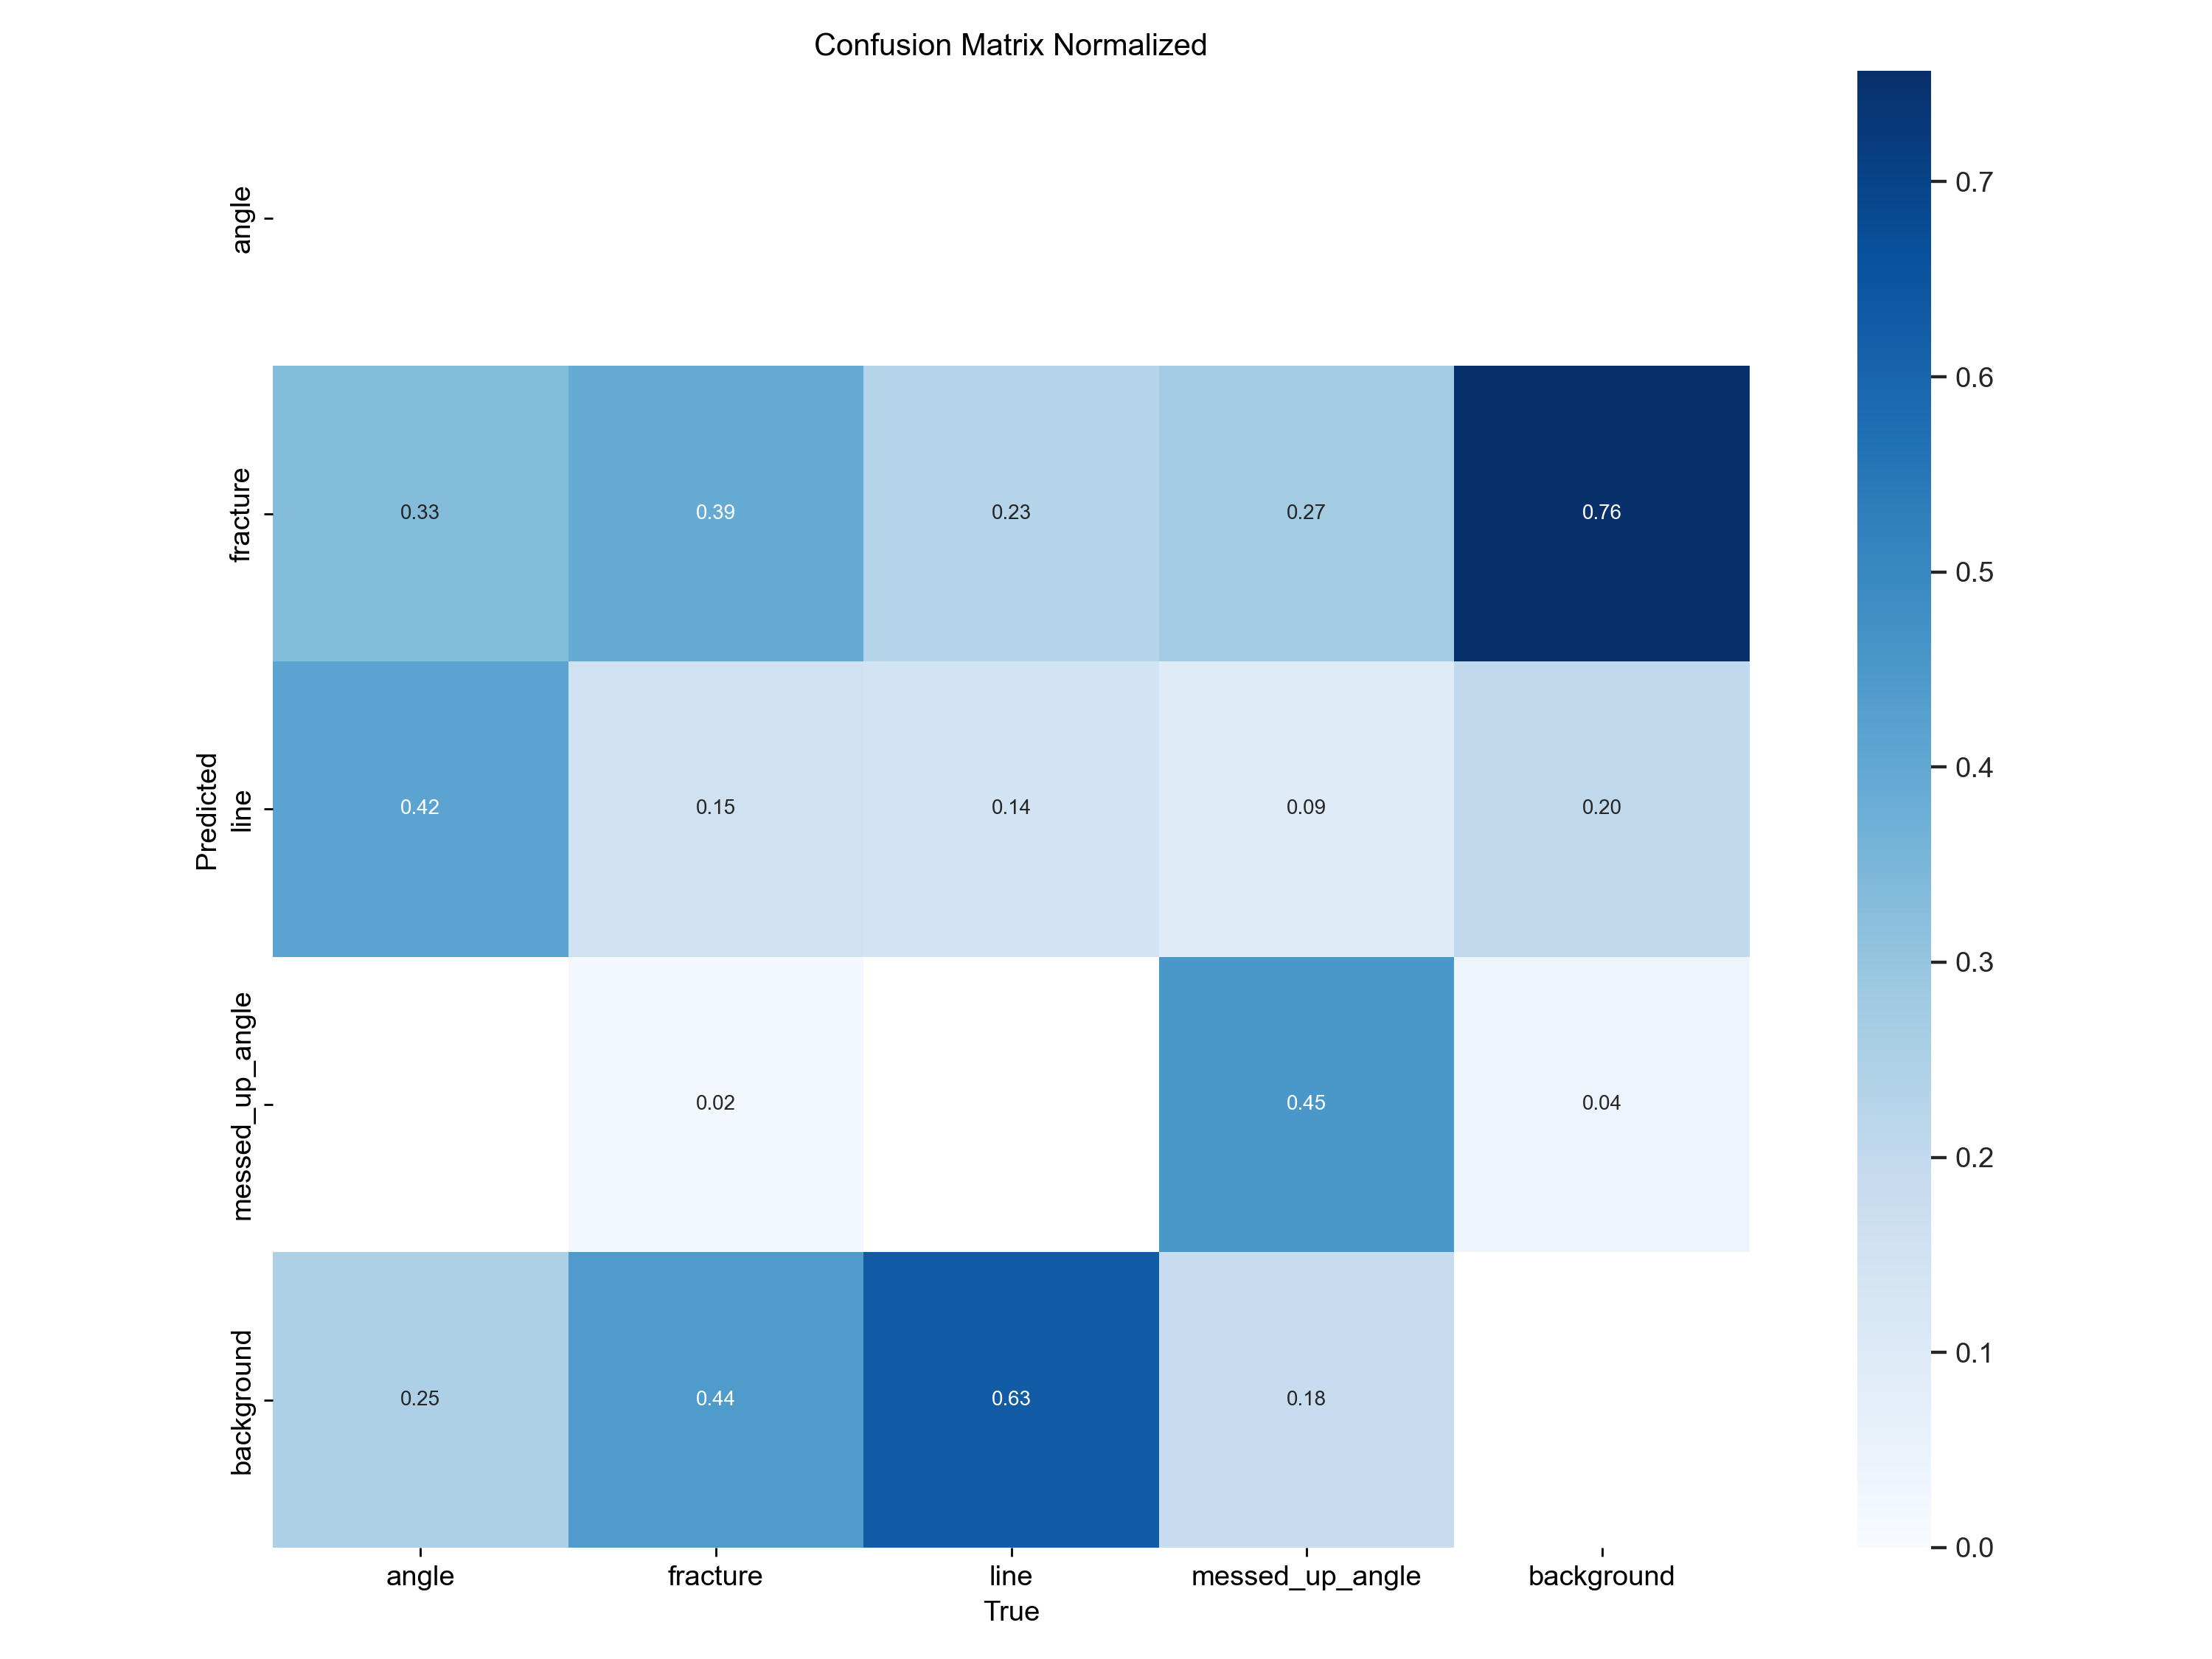 Confusion Matrix Normalized
angle
fracture
line
messed_up_angle
background
Predicted
0.33 0.39 0.23 0.27 0.76
0.42 0.15 0.14 0.09 0.20
0.02 0.45 0.04
0.25 0.44 0.63 0.18
angle fracture line messed_up_angle background
True
0.7
0.6
0.5
0.4
0.3
0.2
0.1
0.0